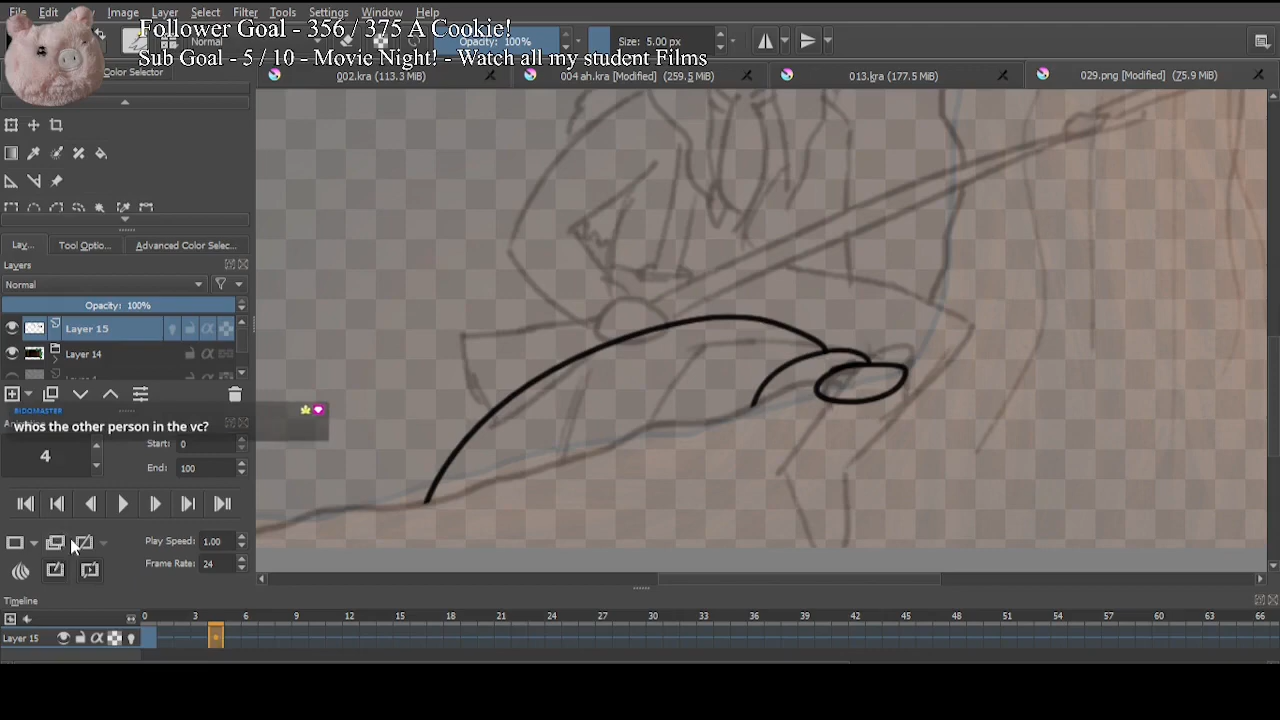 File Edit View Image Layer Select Filter Tools Settings Window Help
Follower Goal - 356 / 375 A Cookie!
Normal Opacity: 100% Size: 5.00 px
Sub Goal - 5 / 10 - Movie Night! - Watch all my student Films
Color Selector
002.kra (113.3 MB) 004 ah.kra [Modified] (259.5 MiB) 013.kra (177.5 MiB) 029.png [Modified] (75.9 MiB)
Lay... Tool Optio... Advanced Color Selec...
Layers
Normal
Opacity: 100%
Layer 15
Layer 14
BIDOMASTER
whos the other person in the vc?
Start: 0
4
End: 100
Play Speed: 1.00
Frame Rate: 24
Timeline
0 3 6 9 12 15 18 21 24 27 30 33 36 39 42 45 48 51 54 57 60 63 66
Layer 15